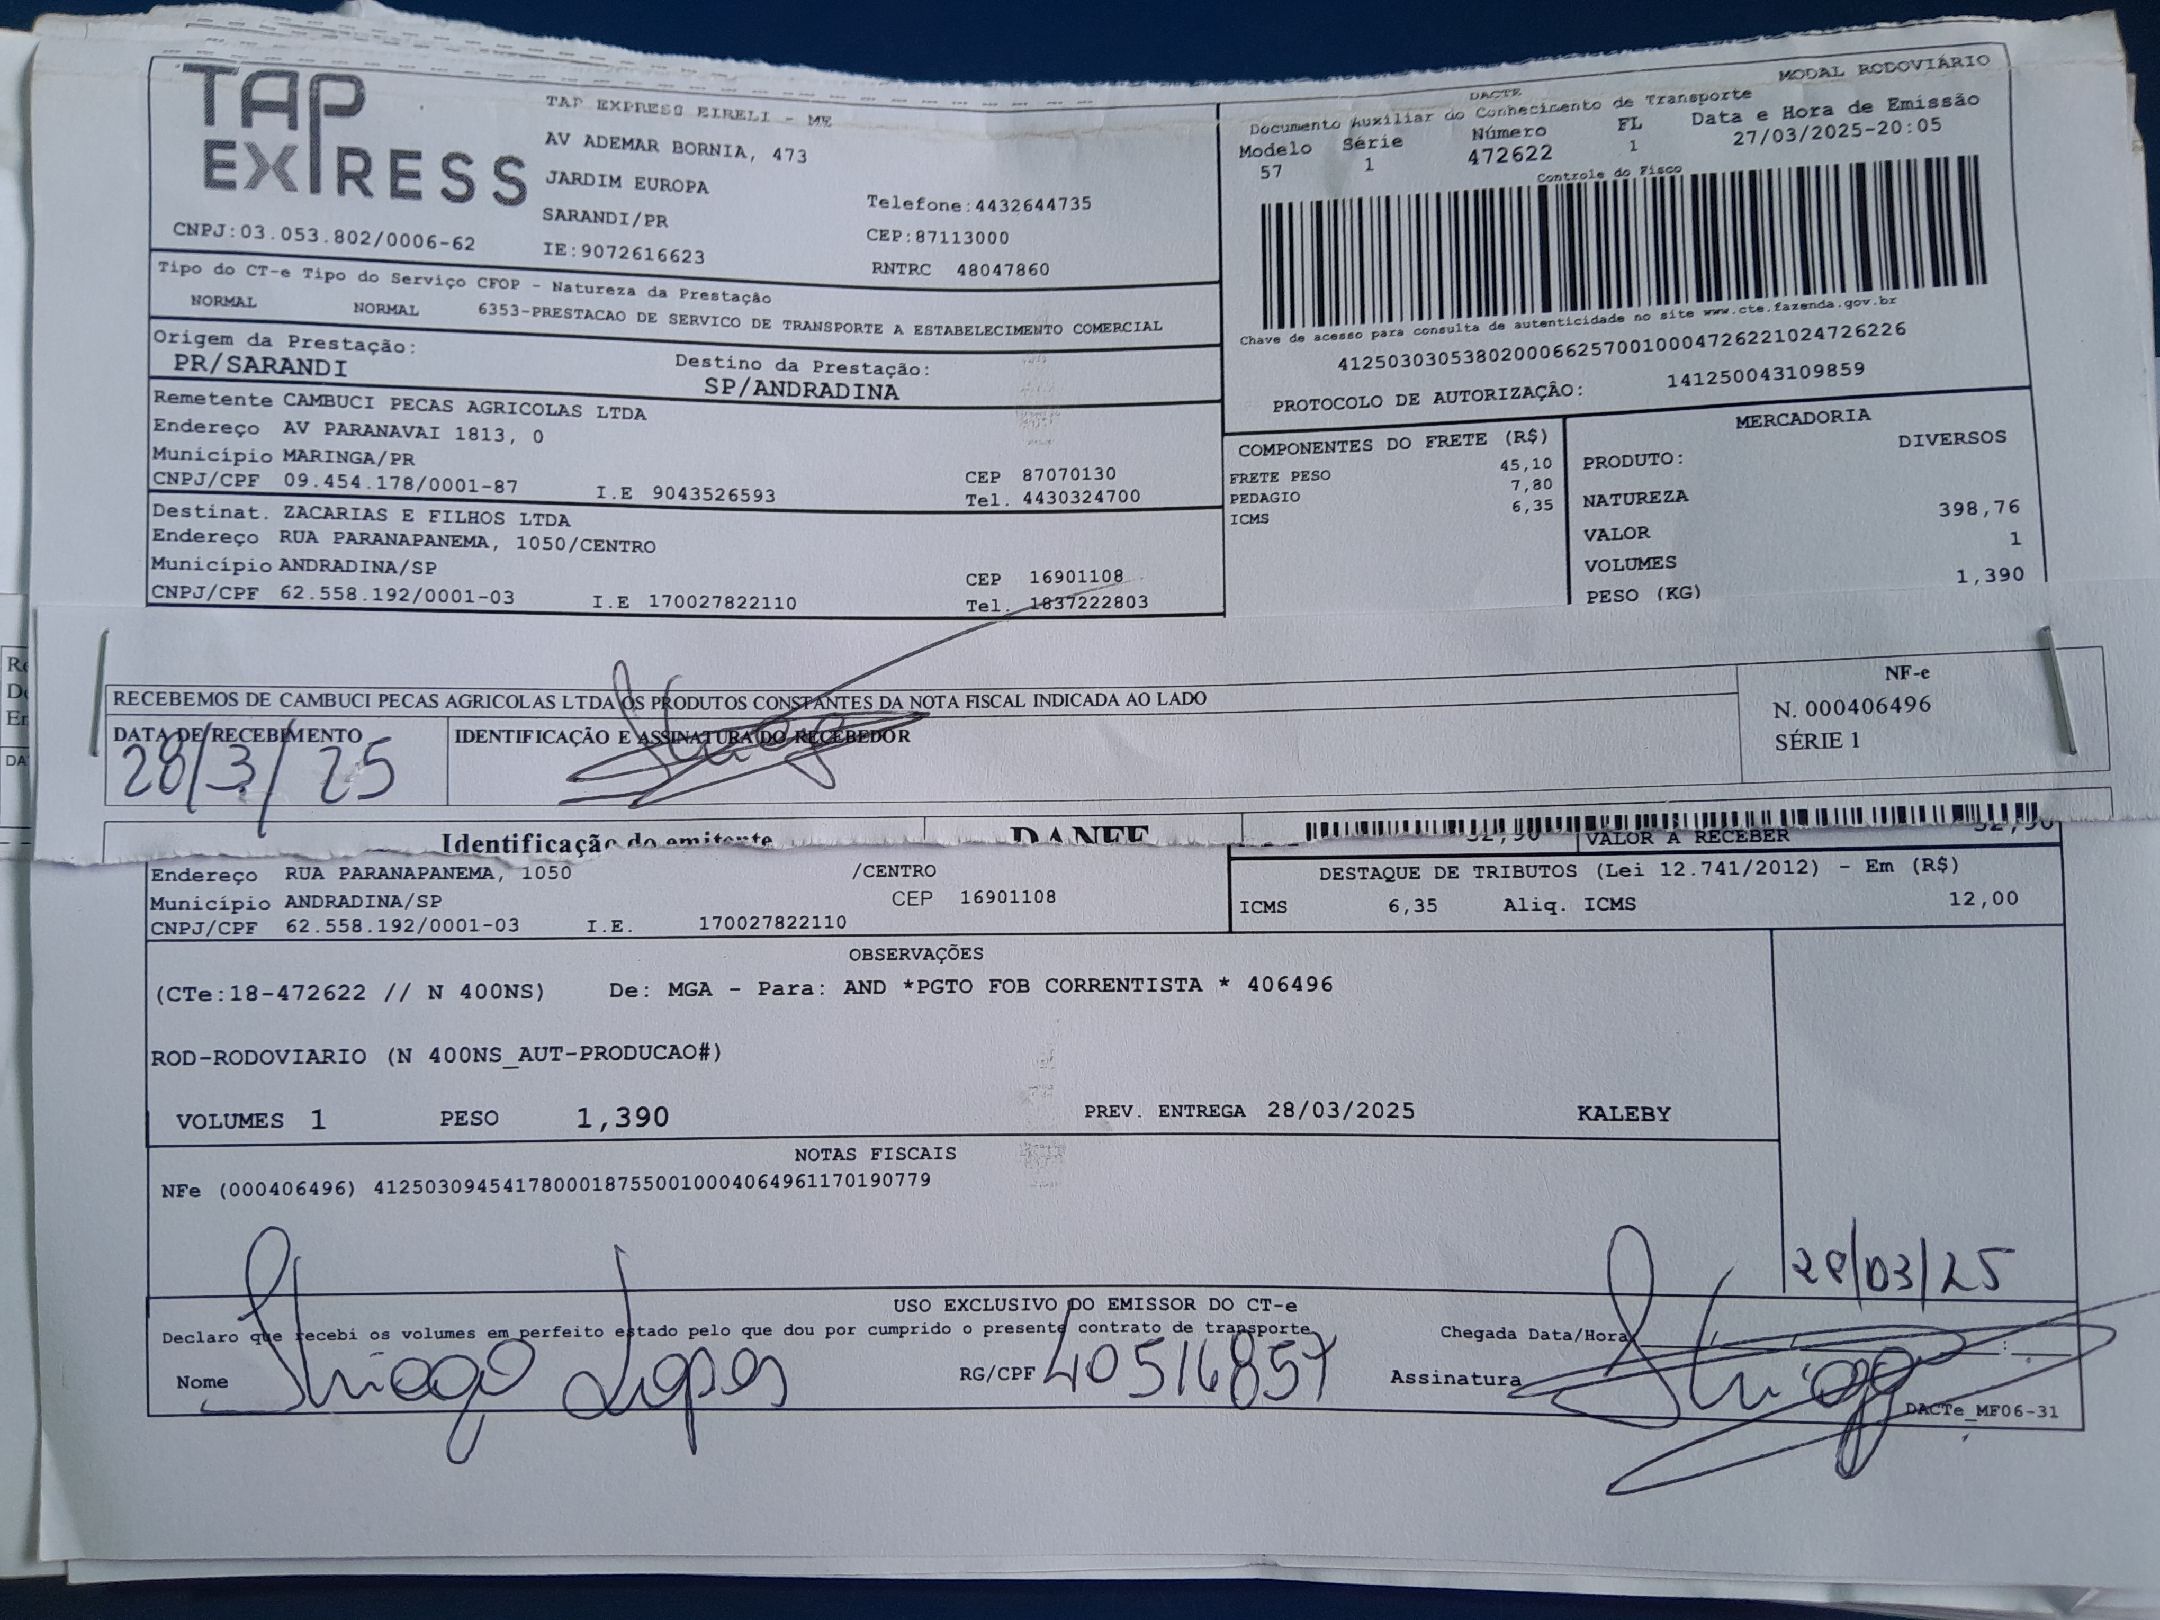 TAP EXPRESS
TAP EXPRESO EIRELI - ME
AV ADEMAR BORNIA, 473
JARDIM EUROPA
SARANDI/PR
IE:9072616623
Telefone:4432644735
CEP:87113000
RNTRC 48047860
CNPJ:03.053.802/0006-62
MODAL RODOVIÁRIO
DACTE
Documento Auxiliar do Conhecimento de Transporte
Modelo Série Número FL Data e Hora de Emissão
57 1 472622 1 27/03/2025-20:05
Controle do Fisco
Chave de acesso para consulta de autenticidade no site www.cte.fazenda.gov.br
41250303053802000662570010004726221024726226
PROTOCOLO DE AUTORIZAÇÃO: 141250043109859
Tipo do CT-e Tipo do Serviço CFOP - Natureza da Prestação
NORMAL NORMAL 6353-PRESTACAO DE SERVICO DE TRANSPORTE A ESTABELECIMENTO COMERCIAL
Origem da Prestação: Destino da Prestação:
PR/SARANDI SP/ANDRADINA
Remetente CAMBUCI PECAS AGRICOLAS LTDA
Endereço AV PARANAVAI 1813, 0
Município MARINGA/PR CEP 87070130
CNPJ/CPF 09.454.178/0001-87 I.E 9043526593 Tel. 4430324700
Destinat. ZACARIAS E FILHOS LTDA
Endereço RUA PARANAPANEMA, 1050/CENTRO
Município ANDRADINA/SP CEP 16901108
CNPJ/CPF 62.558.192/0001-03 I.E 170027822110 Tel. 1837222803
COMPONENTES DO FRETE (R$)
FRETE PESO 45,10
PEDAGIO 7,80
ICMS 6,35
MERCADORIA
PRODUTO: DIVERSOS
NATUREZA
VALOR 398,76
VOLUMES 1
PESO (KG) 1,390
RECEBEMOS DE CAMBUCI PECAS AGRICOLAS LTDA OS PRODUTOS CONSTANTES DA NOTA FISCAL INDICADA AO LADO
DATA DE RECEBIMENTO
28/3/25
IDENTIFICAÇÃO E ASSINATURA DO RECEBEDOR
Thiago
NF-e
N. 000406496
SÉRIE 1
Identificação do emitente
DANFE
52,90 VALOR A RECEBER 52,90
Endereço RUA PARANAPANEMA, 1050 /CENTRO
Município ANDRADINA/SP CEP 16901108
CNPJ/CPF 62.558.192/0001-03 I.E. 170027822110
DESTAQUE DE TRIBUTOS (Lei 12.741/2012) - Em (R$)
ICMS 6,35 Aliq. ICMS 12,00
OBSERVAÇÕES
(CTe:18-472622 // N 400NS) De: MGA - Para: AND *PGTO FOB CORRENTISTA * 406496
ROD-RODOVIARIO (N 400NS_AUT-PRODUCAO#)
VOLUMES 1 PESO 1,390 PREV. ENTREGA 28/03/2025 KALEBY
NOTAS FISCAIS
NFe (000406496) 41250309454178000187550010004064961170190779
28/03/25
USO EXCLUSIVO DO EMISSOR DO CT-e
Declaro que recebi os volumes em perfeito estado pelo que dou por cumprido o presente contrato de transporte
Chegada Data/Hora / / :
Nome Thiago Lopes RG/CPF 40516857 Assinatura Thiago
DACTe_MF06-31